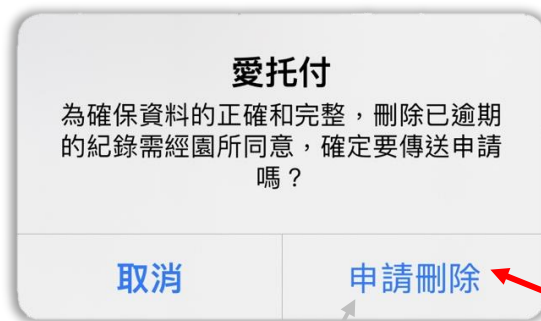 愛托付
為確保資料的正確和完整，刪除已逾期
的紀錄需經園所同意，確定要傳送申請
嗎？
取消
申請刪除